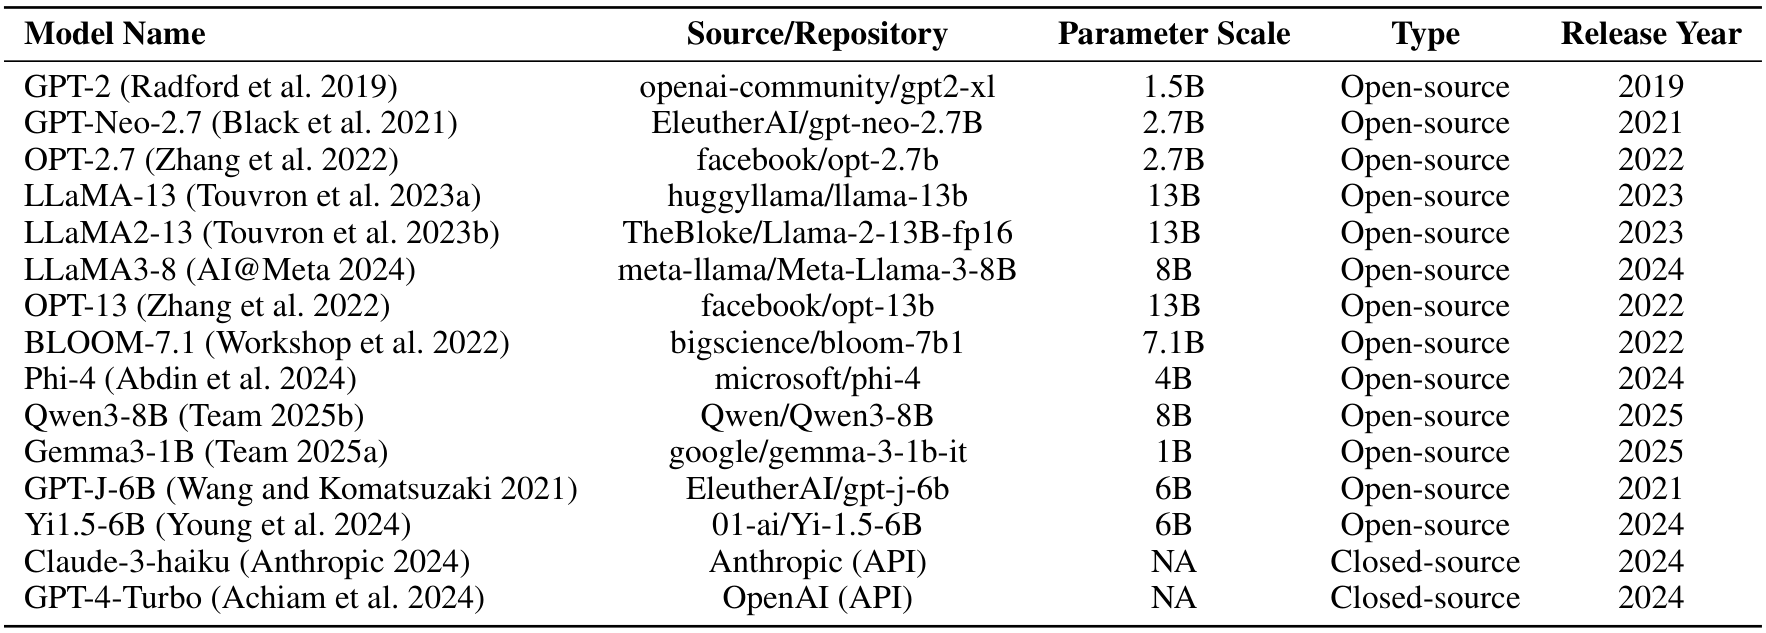 Model Name Source/Repository Parameter Scale Type Release Year
GPT-2 (Radford et al. 2019) openai-community/gpt2-xl 1.5B Open-source 2019
GPT-Neo-2.7 (Black et al. 2021) EleutherAI/gpt-neo-2.7B 2.7B Open-source 2021
OPT-2.7 (Zhang et al. 2022) facebook/opt-2.7b 2.7B Open-source 2022
LLaMA-13 (Touvron et al. 2023a) huggyllama/llama-13b 13B Open-source 2023
LLaMA2-13 (Touvron et al. 2023b) TheBloke/Llama-2-13B-fp16 13B Open-source 2023
LLaMA3-8 (AI@Meta 2024) meta-llama/Meta-Llama-3-8B 8B Open-source 2024
OPT-13 (Zhang et al. 2022) facebook/opt-13b 13B Open-source 2022
BLOOM-7.1 (Workshop et al. 2022) bigscience/bloom-7b1 7.1B Open-source 2022
Phi-4 (Abdin et al. 2024) microsoft/phi-4 4B Open-source 2024
Qwen3-8B (Team 2025b) Qwen/Qwen3-8B 8B Open-source 2025
Gemma3-1B (Team 2025a) google/gemma-3-1b-it 1B Open-source 2025
GPT-J-6B (Wang and Komatsuzaki 2021) EleutherAI/gpt-j-6b 6B Open-source 2021
Yi1.5-6B (Young et al. 2024) 01-ai/Yi-1.5-6B 6B Open-source 2024
Claude-3-haiku (Anthropic 2024) Anthropic (API) NA Closed-source 2024
GPT-4-Turbo (Achiam et al. 2024) OpenAI (API) NA Closed-source 2024